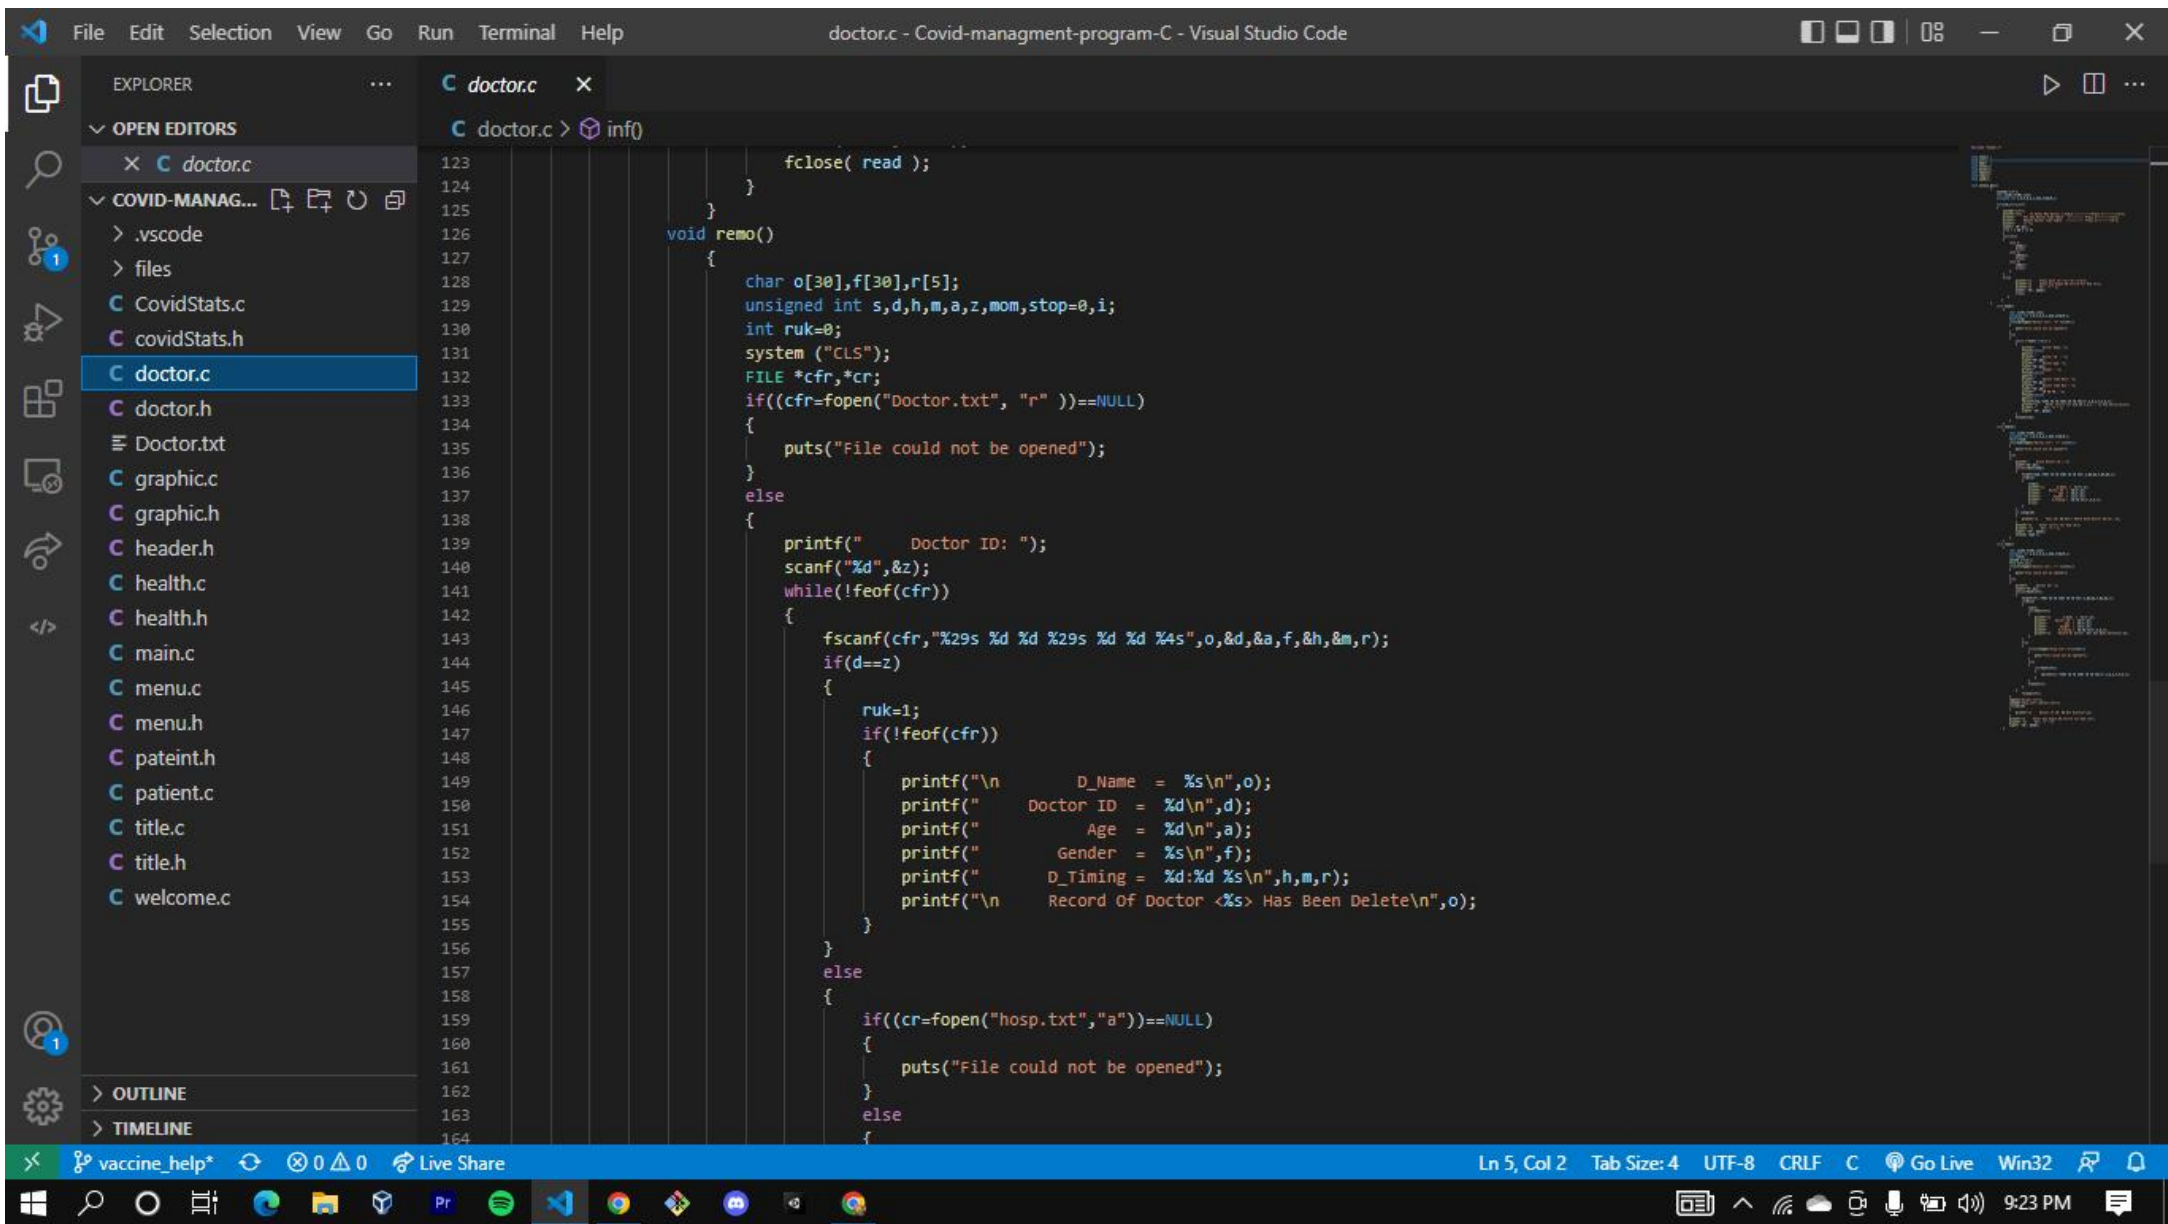 File Edit Selection View Go Run Terminal Help doctor.c - Covid-managment-program-C - Visual Studio Code
EXPLORER
OPEN EDITORS
C doctor.c
COVID-MANAG...
.vscode
files
C CovidStats.c
C covidStats.h
C doctor.c
C doctor.h
Doctor.txt
C graphic.c
C graphic.h
C header.h
C health.c
C health.h
C main.c
C menu.c
C menu.h
C pateint.h
C patient.c
C title.c
C title.h
C welcome.c
OUTLINE
TIMELINE
1
1
C doctor.c
C doctor.c > inf()
123 fclose( read );
124 }
125 }
126 void remo()
127 {
128 char o[30],f[30],r[5];
129 unsigned int s,d,h,m,a,z,mom,stop=0,i;
130 int ruk=0;
131 system ("CLS");
132 FILE *cfr,*cr;
133 if((cfr=fopen("Doctor.txt", "r" ))==NULL)
134 {
135 puts("File could not be opened");
136 }
137 else
138 {
139 printf("     Doctor ID: ");
140 scanf("%d",&z);
141 while(!feof(cfr))
142 {
143 fscanf(cfr,"%29s %d %d %29s %d %d %4s",o,&d,&a,f,&h,&m,r);
144 if(d==z)
145 {
146 ruk=1;
147 if(!feof(cfr))
148 {
149 printf("\n        D_Name  =  %s\n",o);
150 printf("     Doctor ID  =  %d\n",d);
151 printf("           Age  =  %d\n",a);
152 printf("        Gender  =  %s\n",f);
153 printf("       D_Timing =  %d:%d %s\n",h,m,r);
154 printf("\n     Record Of Doctor <%s> Has Been Delete\n",o);
155 }
156 }
157 else
158 {
159 if((cr=fopen("hosp.txt","a"))==NULL)
160 {
161 puts("File could not be opened");
162 }
163 else
164 {
vaccine_help* 0 0 Live Share Ln 5, Col 2 Tab Size: 4 UTF-8 CRLF C Go Live Win32
Pr 9:23 PM